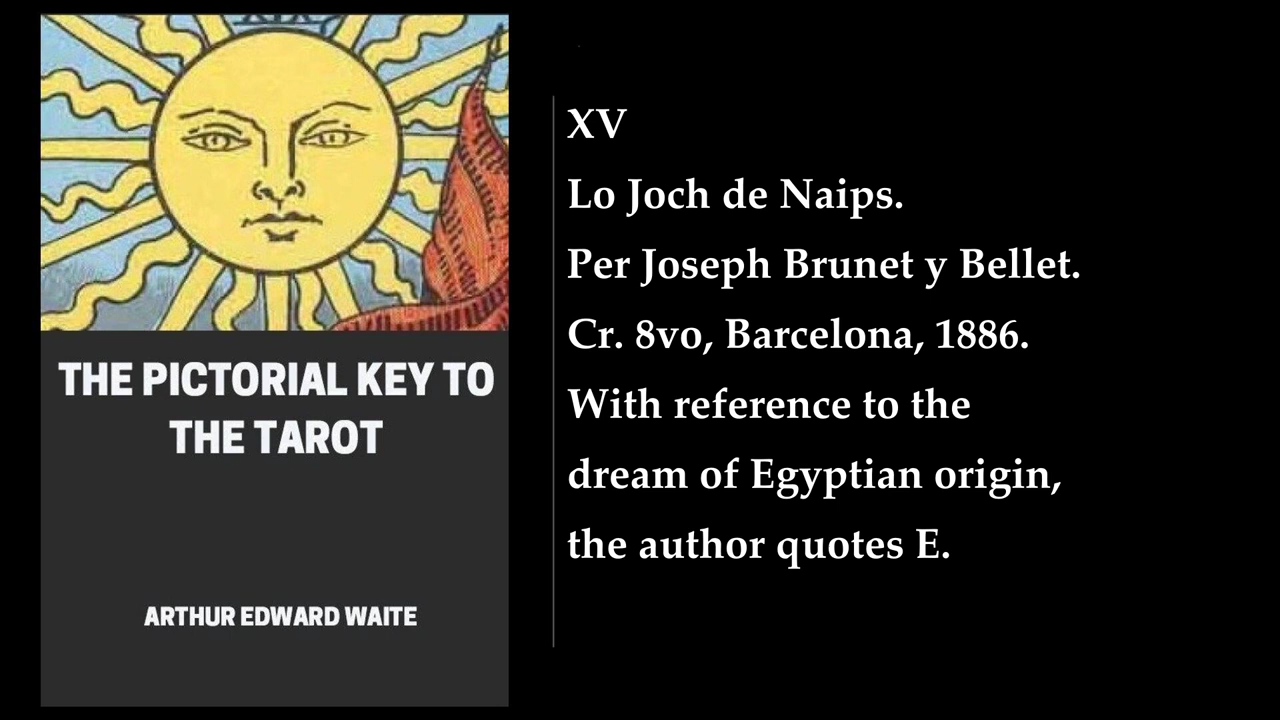 XIX
THE PICTORIAL KEY TO
THE TAROT
ARTHUR EDWARD WAITE
XV
Lo Joch de Naips.
Per Joseph Brunet y Bellet.
Cr. 8vo, Barcelona, 1886.
With reference to the
dream of Egyptian origin,
the author quotes E.